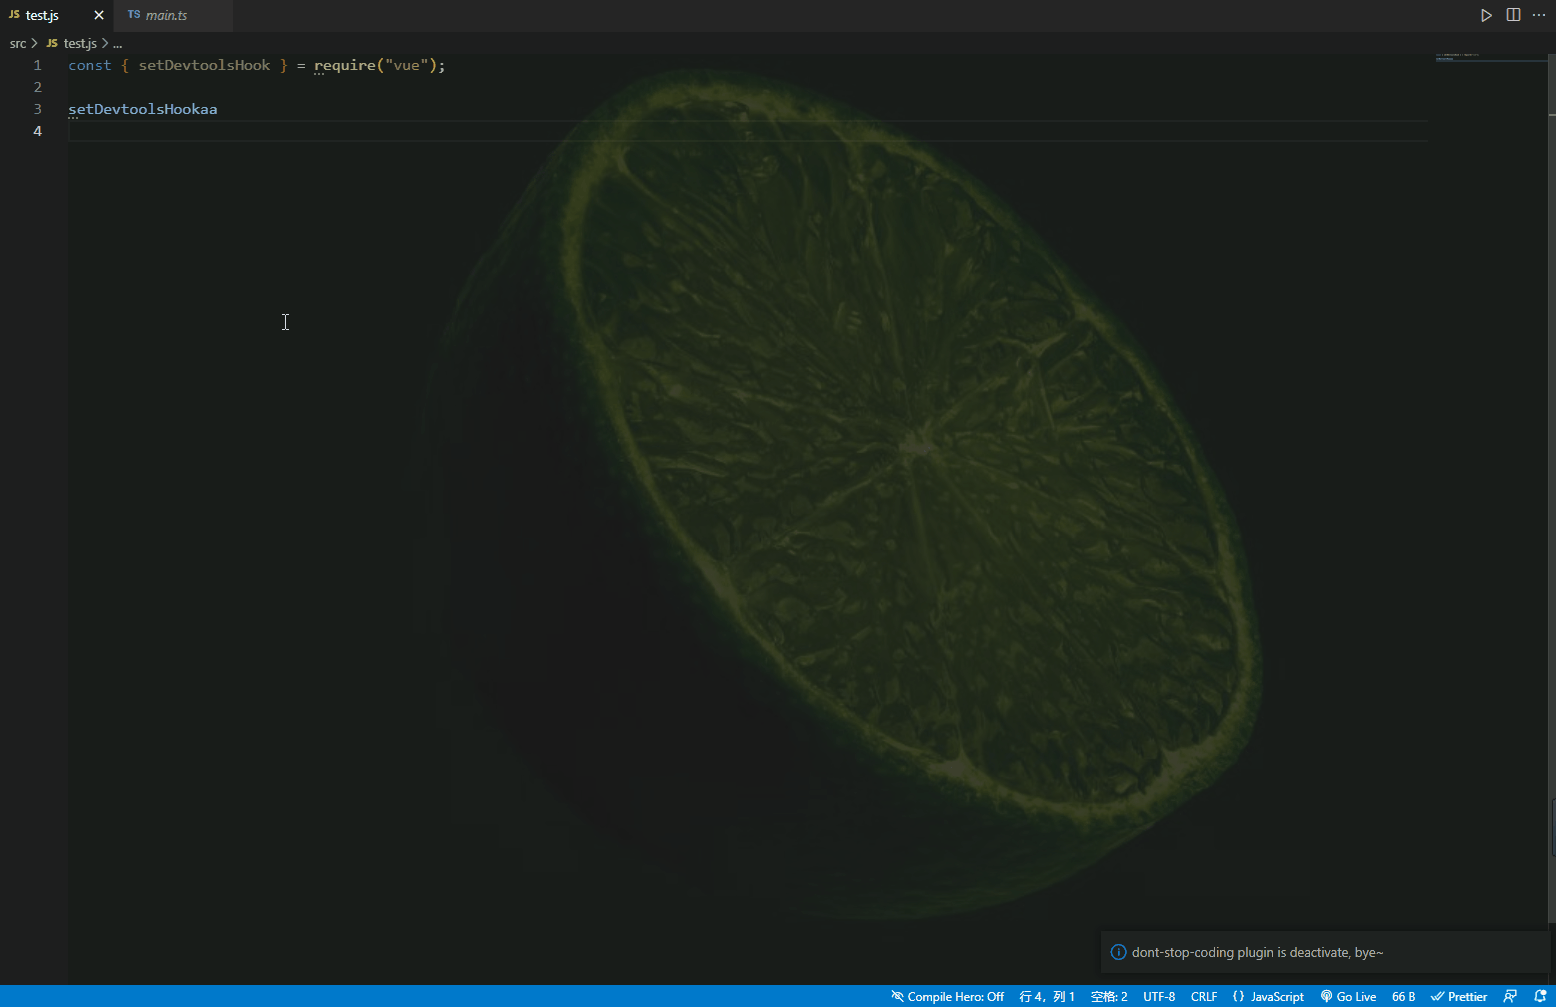 JS test.js TS main.ts
src > JS test.js > ...
1 const { setDevtoolsHook } = require("vue");
2
3 setDevtoolsHookaa
4
dont-stop-coding plugin is deactivate, bye~
Compile Hero: Off 行 4，列 1 空格: 2 UTF-8 CRLF {} JavaScript Go Live 66 B Prettier